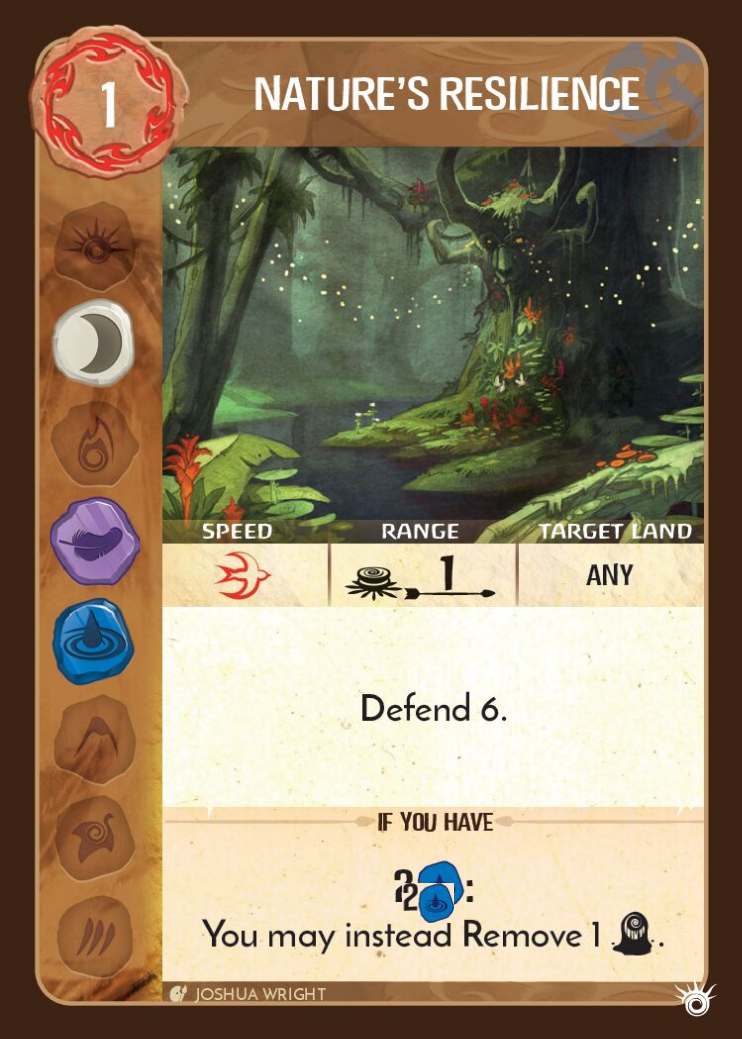 1
NATURE'S RESILIENCE
SPEED RANGE TARGET LAND
1 ANY
Defend 6.
IF YOU HAVE
2 :
You may instead Remove 1 .
JOSHUA WRIGHT